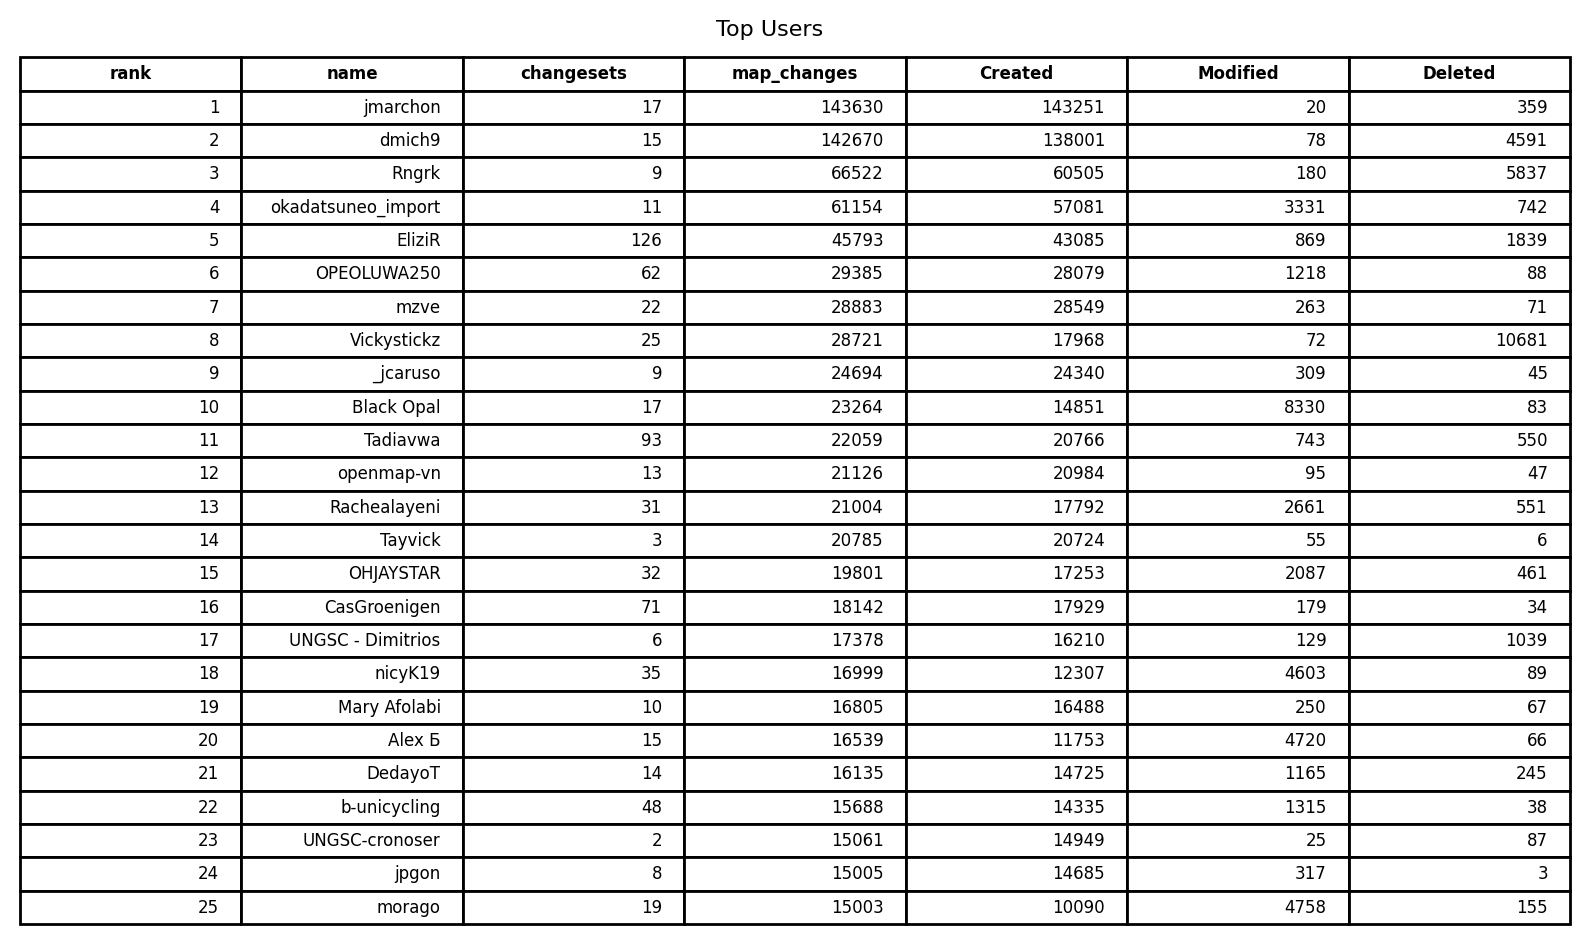 Top Users
rank name changesets map_changes Created Modified Deleted
1 jmarchon 17 143630 143251 20 359
2 dmich9 15 142670 138001 78 4591
3 Rngrk 9 66522 60505 180 5837
4 okadatsuneo_import 11 61154 57081 3331 742
5 EliziR 126 45793 43085 869 1839
6 OPEOLUWA250 62 29385 28079 1218 88
7 mzve 22 28883 28549 263 71
8 Vickystickz 25 28721 17968 72 10681
9 _jcaruso 9 24694 24340 309 45
10 Black Opal 17 23264 14851 8330 83
11 Tadiavwa 93 22059 20766 743 550
12 openmap-vn 13 21126 20984 95 47
13 Rachealayeni 31 21004 17792 2661 551
14 Tayvick 3 20785 20724 55 6
15 OHJAYSTAR 32 19801 17253 2087 461
16 CasGroenigen 71 18142 17929 179 34
17 UNGSC - Dimitrios 6 17378 16210 129 1039
18 nicyK19 35 16999 12307 4603 89
19 Mary Afolabi 10 16805 16488 250 67
20 Alex Б 15 16539 11753 4720 66
21 DedayoT 14 16135 14725 1165 245
22 b-unicycling 48 15688 14335 1315 38
23 UNGSC-cronoser 2 15061 14949 25 87
24 jpgon 8 15005 14685 317 3
25 morago 19 15003 10090 4758 155